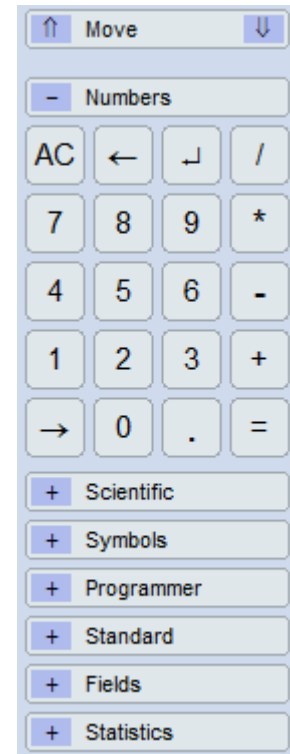 ⇑ Move ⇓
− Numbers
AC ← ↵ /
7 8 9 *
4 5 6 -
1 2 3 +
→ 0 . =
+ Scientific
+ Symbols
+ Programmer
+ Standard
+ Fields
+ Statistics